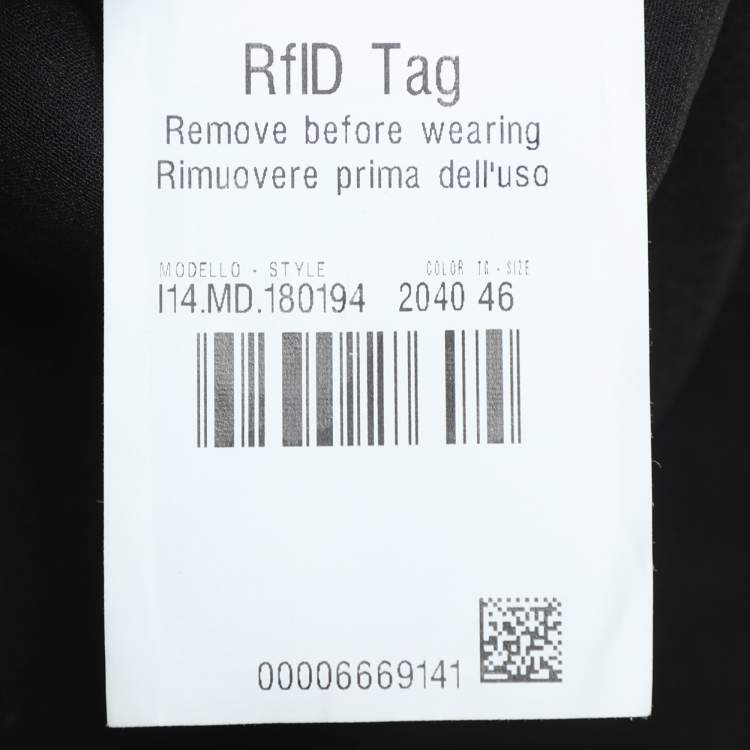 RfID Tag
Remove before wearing
Rimuovere prima dell'uso
MODELLO - STYLE COLOR TG - SIZE
I14.MD.180194 2040 46
00006669141